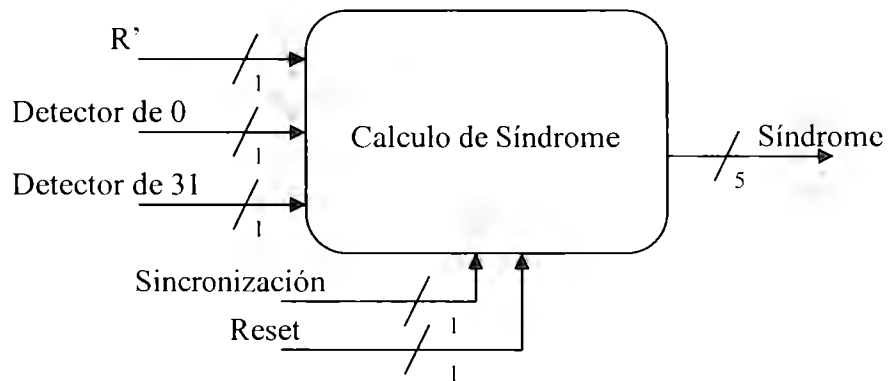 R'
1
Detector de 0
1
Detector de 31
1
Calculo de Síndrome
Síndrome
5
Sincronización
1
Reset
1